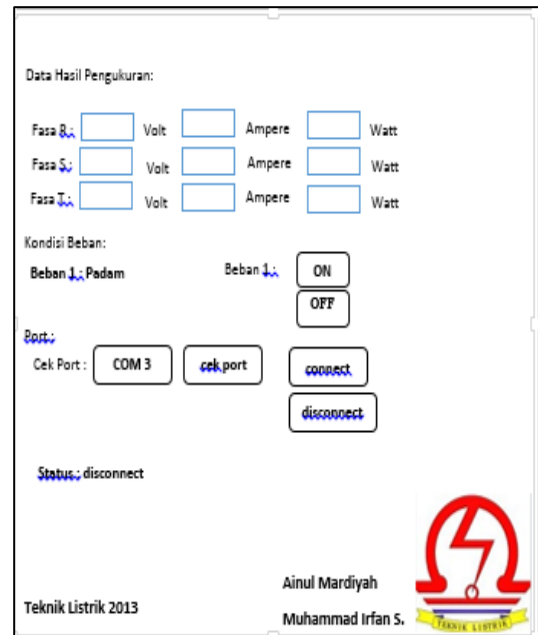 Data Hasil Pengukuran:
Fasa R.: Volt Ampere Watt
Fasa S.: Volt Ampere Watt
Fasa T.: Volt Ampere Watt
Kondisi Beban:
Beban 1.: Padam Beban 1.: ON
OFF
Port.:
Cek Port : COM 3 cek port connect
disconnect
Status.: disconnect
Ainul Mardiyah
Teknik Listrik 2013
Muhammad Irfan S.
TEKNIK LISTRIK